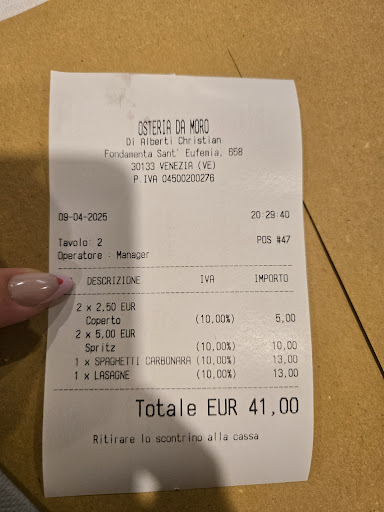 OSTERIA DA MORO
Di Alberti Christian
Fondamenta Sant' Eufemia, 658
30133 VENEZIA (VE)
P.IVA 04500200276
09-04-2025 20:29:40
Tavolo: 2 POS #47
Operatore : Manager
DESCRIZIONE IVA IMPORTO
2 x 2,50 EUR
Coperto (10,00%) 5,00
2 x 5,00 EUR
Spritz (10,00%) 10,00
1 x SPAGHETTI CARBONARA (10,00%) 13,00
1 x LASAGNE (10,00%) 13,00
Totale EUR 41,00
Ritirare lo scontrino alla cassa